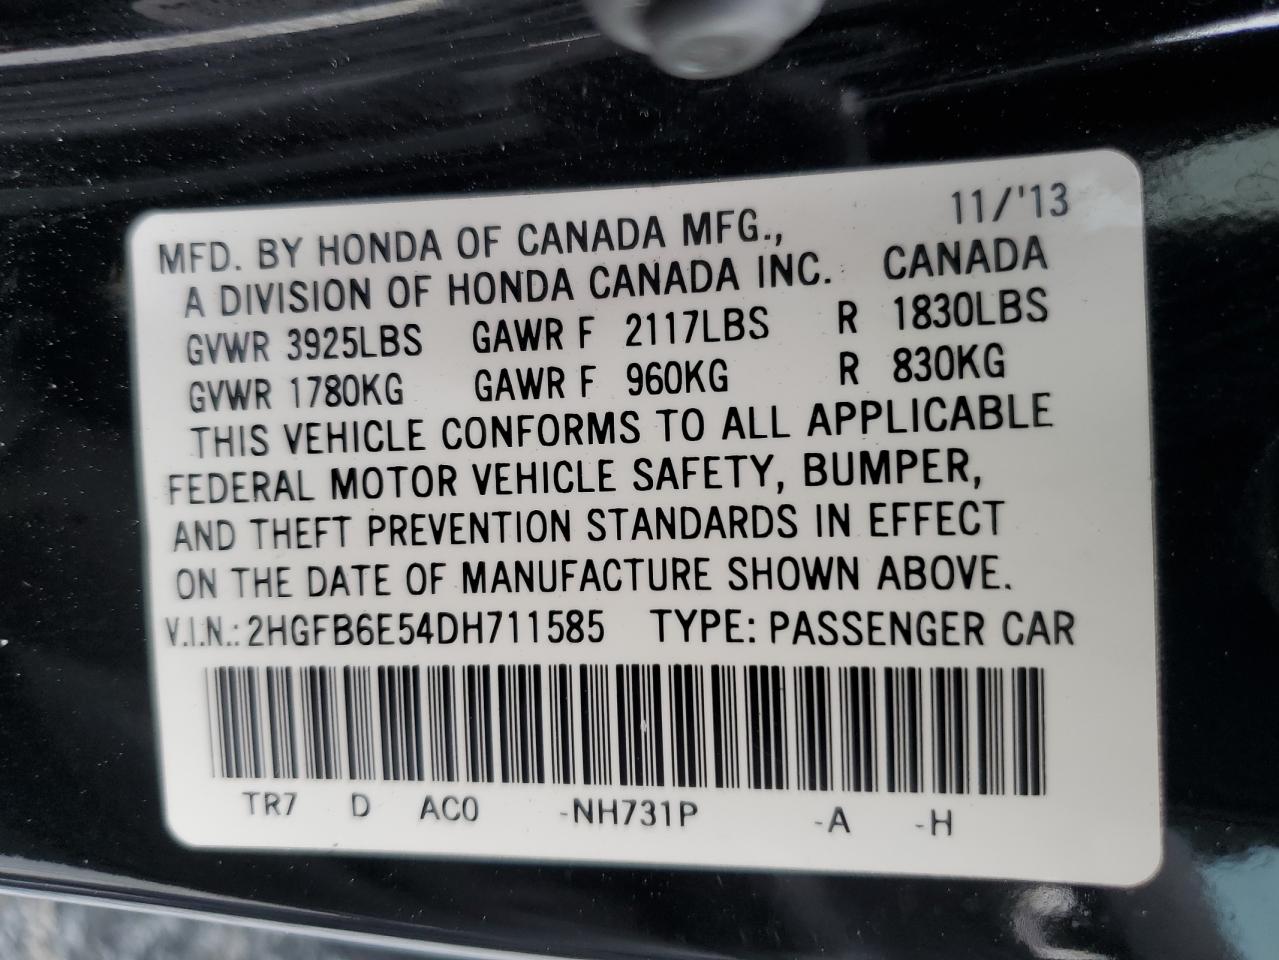 11/'13
MFD. BY HONDA OF CANADA MFG.,
A DIVISION OF HONDA CANADA INC. CANADA
GVWR 3925LBS GAWR F 2117LBS R 1830LBS
GVWR 1780KG GAWR F 960KG R 830KG
THIS VEHICLE CONFORMS TO ALL APPLICABLE
FEDERAL MOTOR VEHICLE SAFETY, BUMPER,
AND THEFT PREVENTION STANDARDS IN EFFECT
ON THE DATE OF MANUFACTURE SHOWN ABOVE.
V.I.N.: 2HGFB6E54DH711585 TYPE: PASSENGER CAR
TR7 D AC0 -NH731P -A -H